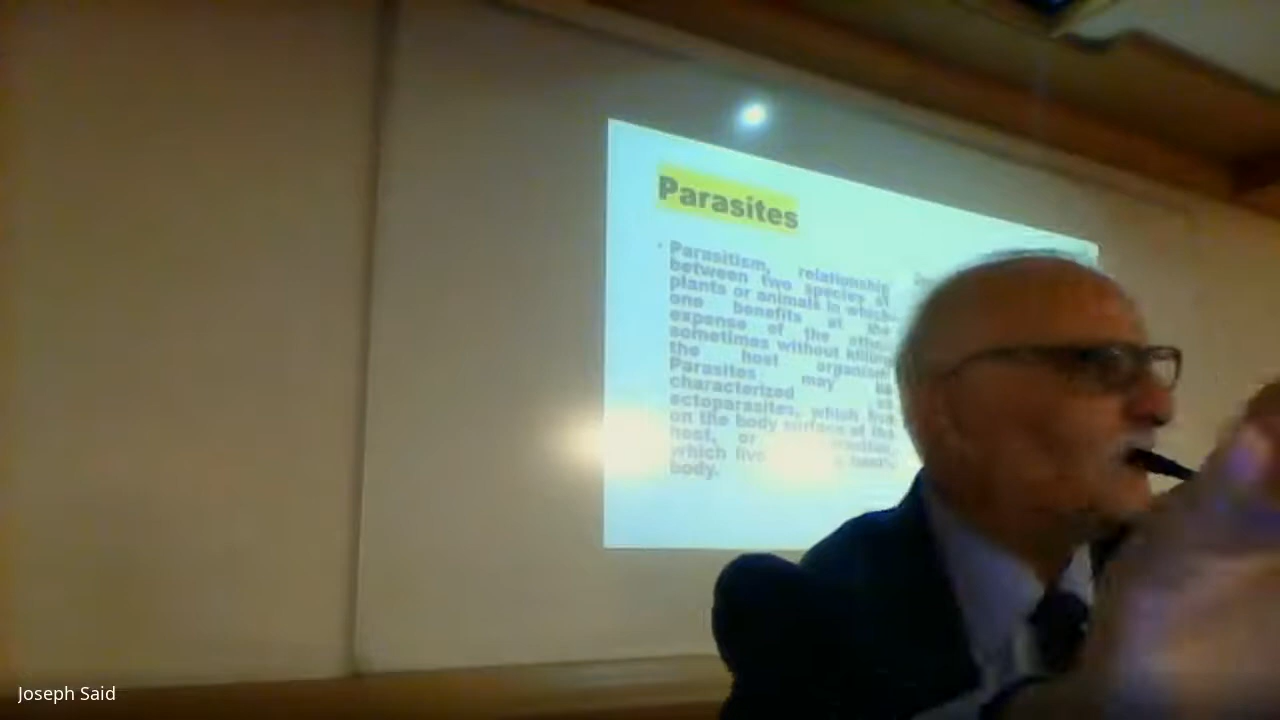 Parasites
• Parasitism, relationship
between two species of
plants or animals in which
one benefits at the
expense of the
sometimes without killing
the host organism
Parasites may be
characterized as
ectoparasites, which live
on the body surface of the
host, or
which live
body.
Joseph Said